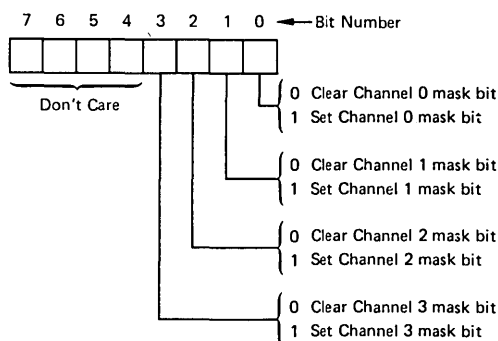 7 6 5 4 3 2 1 0 Bit Number
Don't Care
0 Clear Channel 0 mask bit
1 Set Channel 0 mask bit
0 Clear Channel 1 mask bit
1 Set Channel 1 mask bit
0 Clear Channel 2 mask bit
1 Set Channel 2 mask bit
0 Clear Channel 3 mask bit
1 Set Channel 3 mask bit